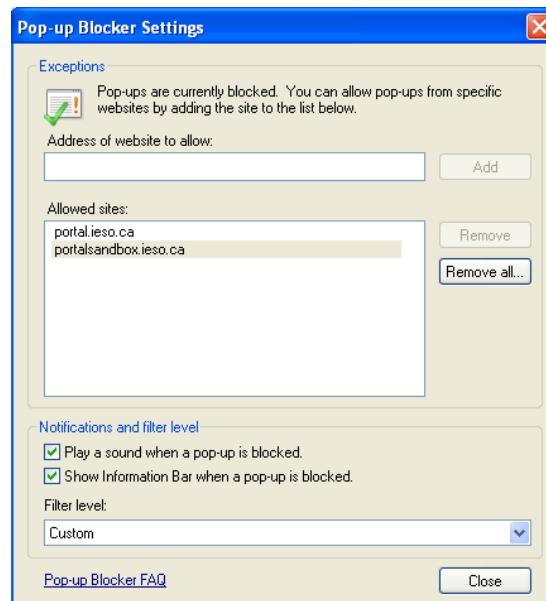 Pop-up Blocker Settings
Exceptions
Pop-ups are currently blocked. You can allow pop-ups from specific
websites by adding the site to the list below.
Address of website to allow:
Add
Allowed sites:
portal.ieso.ca
portalsandbox.ieso.ca
Remove
Remove all...
Notifications and filter level
Play a sound when a pop-up is blocked.
Show Information Bar when a pop-up is blocked.
Filter level:
Custom
Pop-up Blocker FAQ
Close